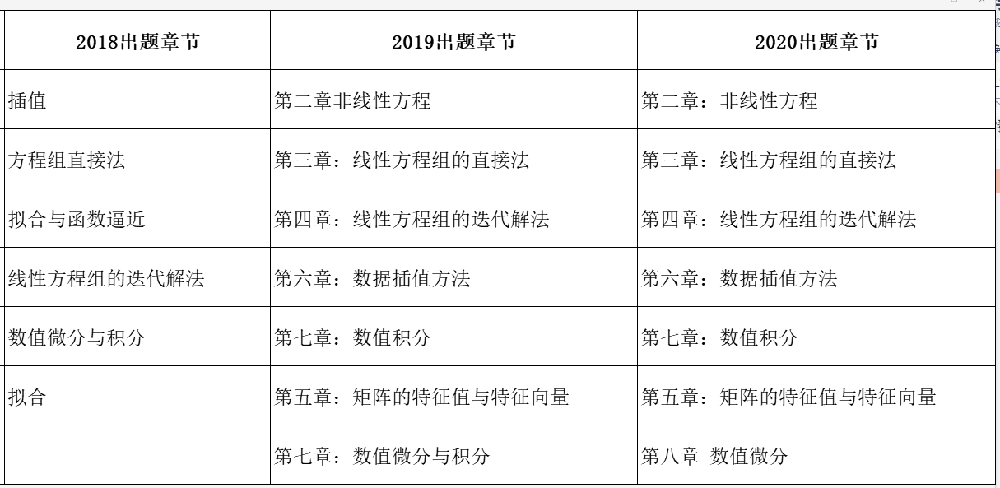 2018出题章节 2019出题章节 2020出题章节
插值 第二章非线性方程 第二章：非线性方程
方程组直接法 第三章：线性方程组的直接法 第三章：线性方程组的直接法
拟合与函数逼近 第四章：线性方程组的迭代解法 第四章：线性方程组的迭代解法
线性方程组的迭代解法 第六章：数据插值方法 第六章：数据插值方法
数值微分与积分 第七章：数值积分 第七章：数值积分
拟合 第五章：矩阵的特征值与特征向量 第五章：矩阵的特征值与特征向量
第七章：数值微分与积分 第八章 数值微分